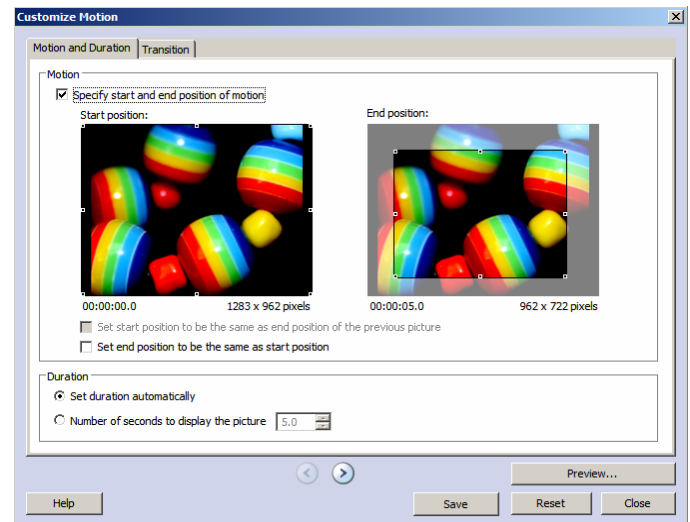 Customize Motion
Motion and Duration Transition
Motion
Specify start and end position of motion
Start position: End position:
00:00:00.0 1283 x 962 pixels 00:00:05.0 962 x 722 pixels
Set start position to be the same as end position of the previous picture
Set end position to be the same as start position
Duration
Set duration automatically
Number of seconds to display the picture 5.0
Preview...
Help Save Reset Close